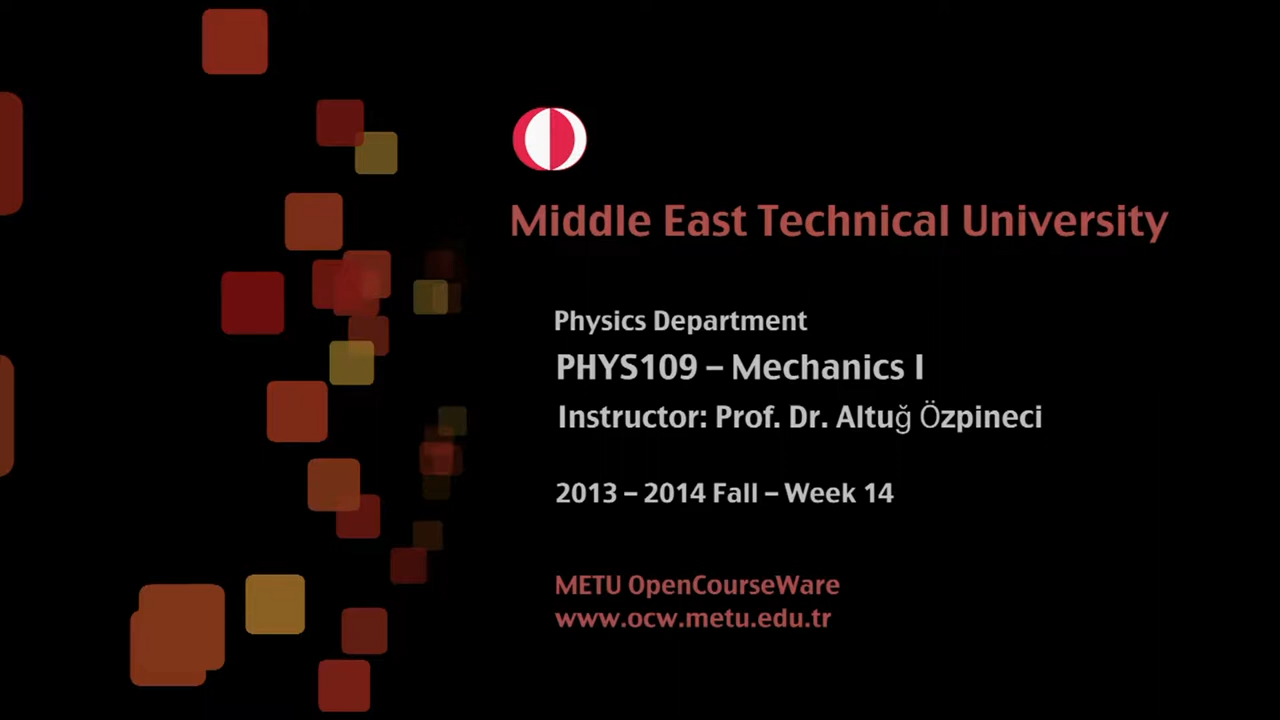 Middle East Technical University
Physics Department
PHYS109 – Mechanics I
Instructor: Prof. Dr. Altuğ Özpineci
2013 – 2014 Fall – Week 14
METU OpenCourseWare
www.ocw.metu.edu.tr